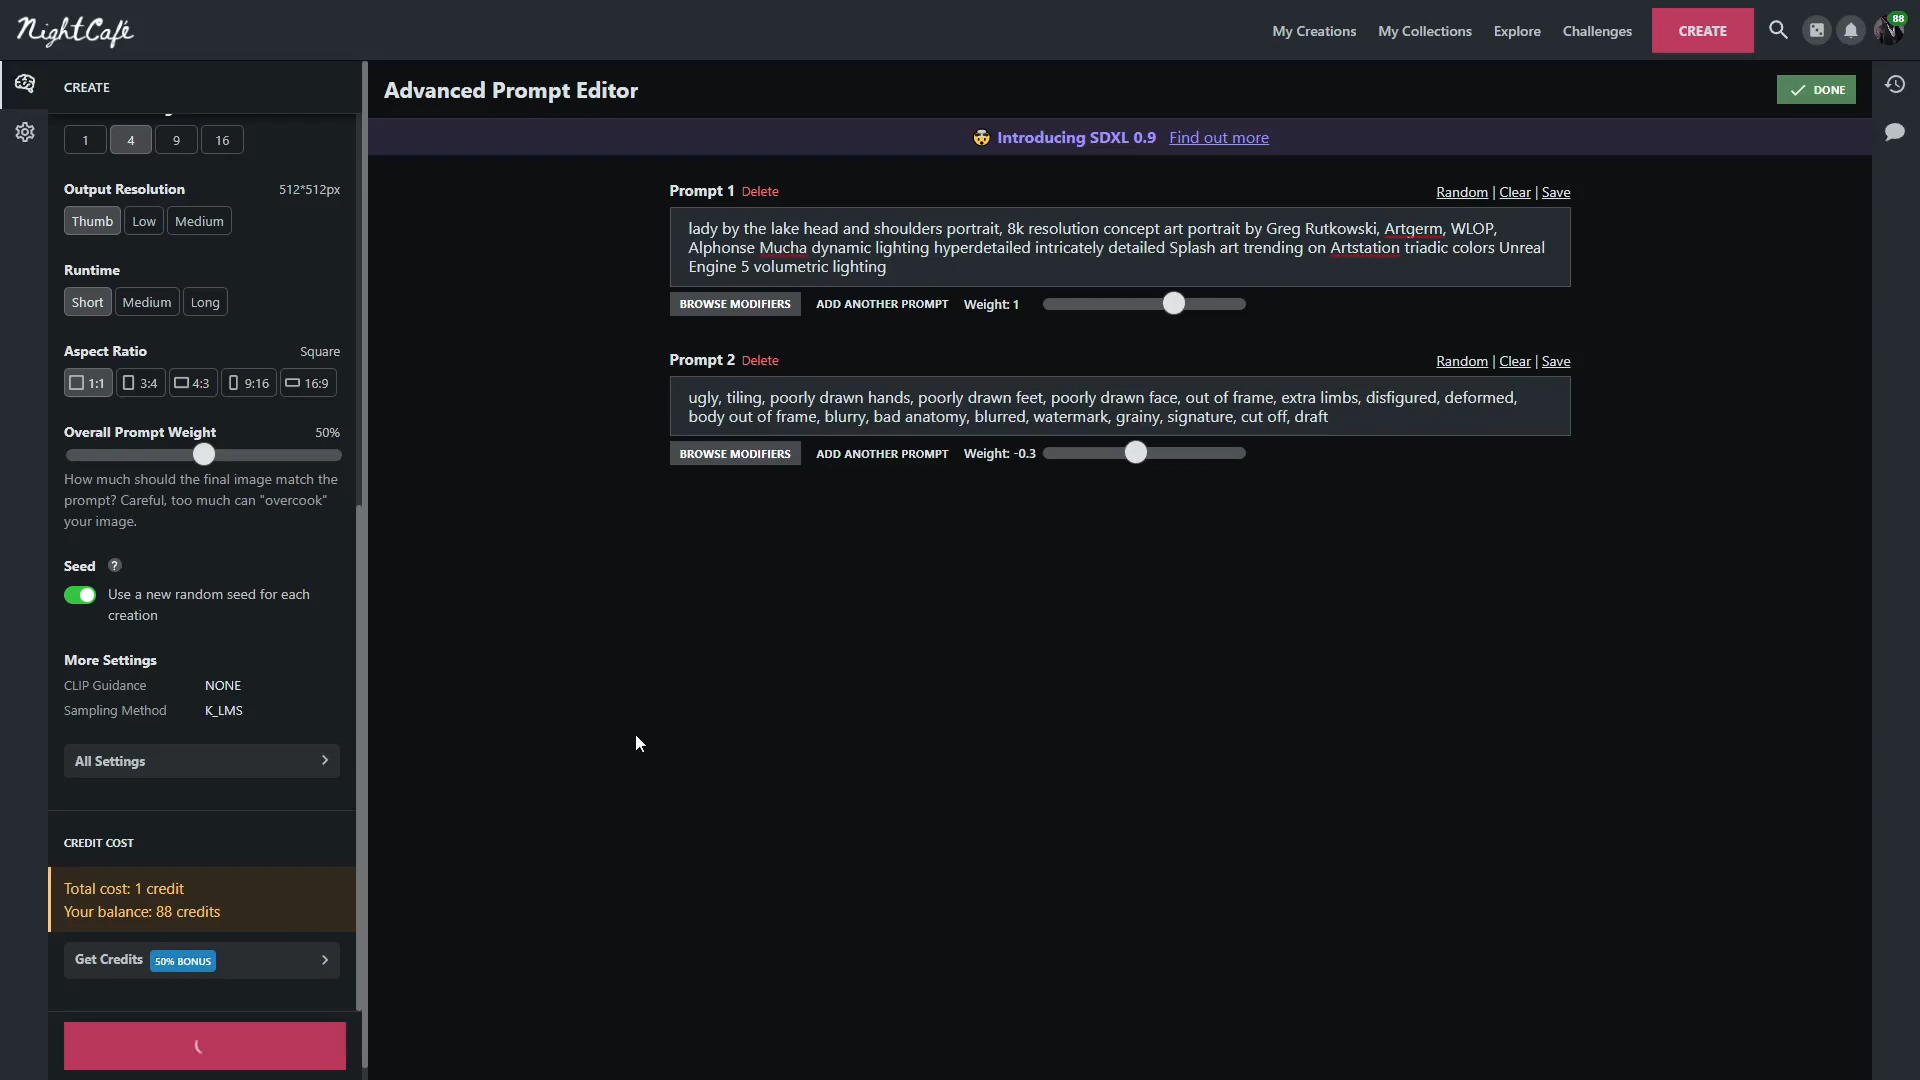 NightCafé
My Creations
My Collections
Explore
Challenges
CREATE
88
CREATE
1
4
9
16
Output Resolution
512*512px
Thumb
Low
Medium
Runtime
Short
Medium
Long
Aspect Ratio
Square
1:1
3:4
4:3
9:16
16:9
Overall Prompt Weight
50%
How much should the final image match the
prompt? Careful, too much can "overcook"
your image.
Seed
?
Use a new random seed for each
creation
More Settings
CLIP Guidance
NONE
Sampling Method
K_LMS
All Settings
CREDIT COST
Total cost: 1 credit
Your balance: 88 credits
Get Credits
50% BONUS
Advanced Prompt Editor
DONE
Introducing SDXL 0.9 Find out more
Prompt 1 Delete
Random | Clear | Save
lady by the lake head and shoulders portrait, 8k resolution concept art portrait by Greg Rutkowski, Artgerm, WLOP,
Alphonse Mucha dynamic lighting hyperdetailed intricately detailed Splash art trending on Artstation triadic colors Unreal
Engine 5 volumetric lighting
BROWSE MODIFIERS
ADD ANOTHER PROMPT
Weight: 1
Prompt 2 Delete
Random | Clear | Save
ugly, tiling, poorly drawn hands, poorly drawn feet, poorly drawn face, out of frame, extra limbs, disfigured, deformed,
body out of frame, blurry, bad anatomy, blurred, watermark, grainy, signature, cut off, draft
BROWSE MODIFIERS
ADD ANOTHER PROMPT
Weight: -0.3